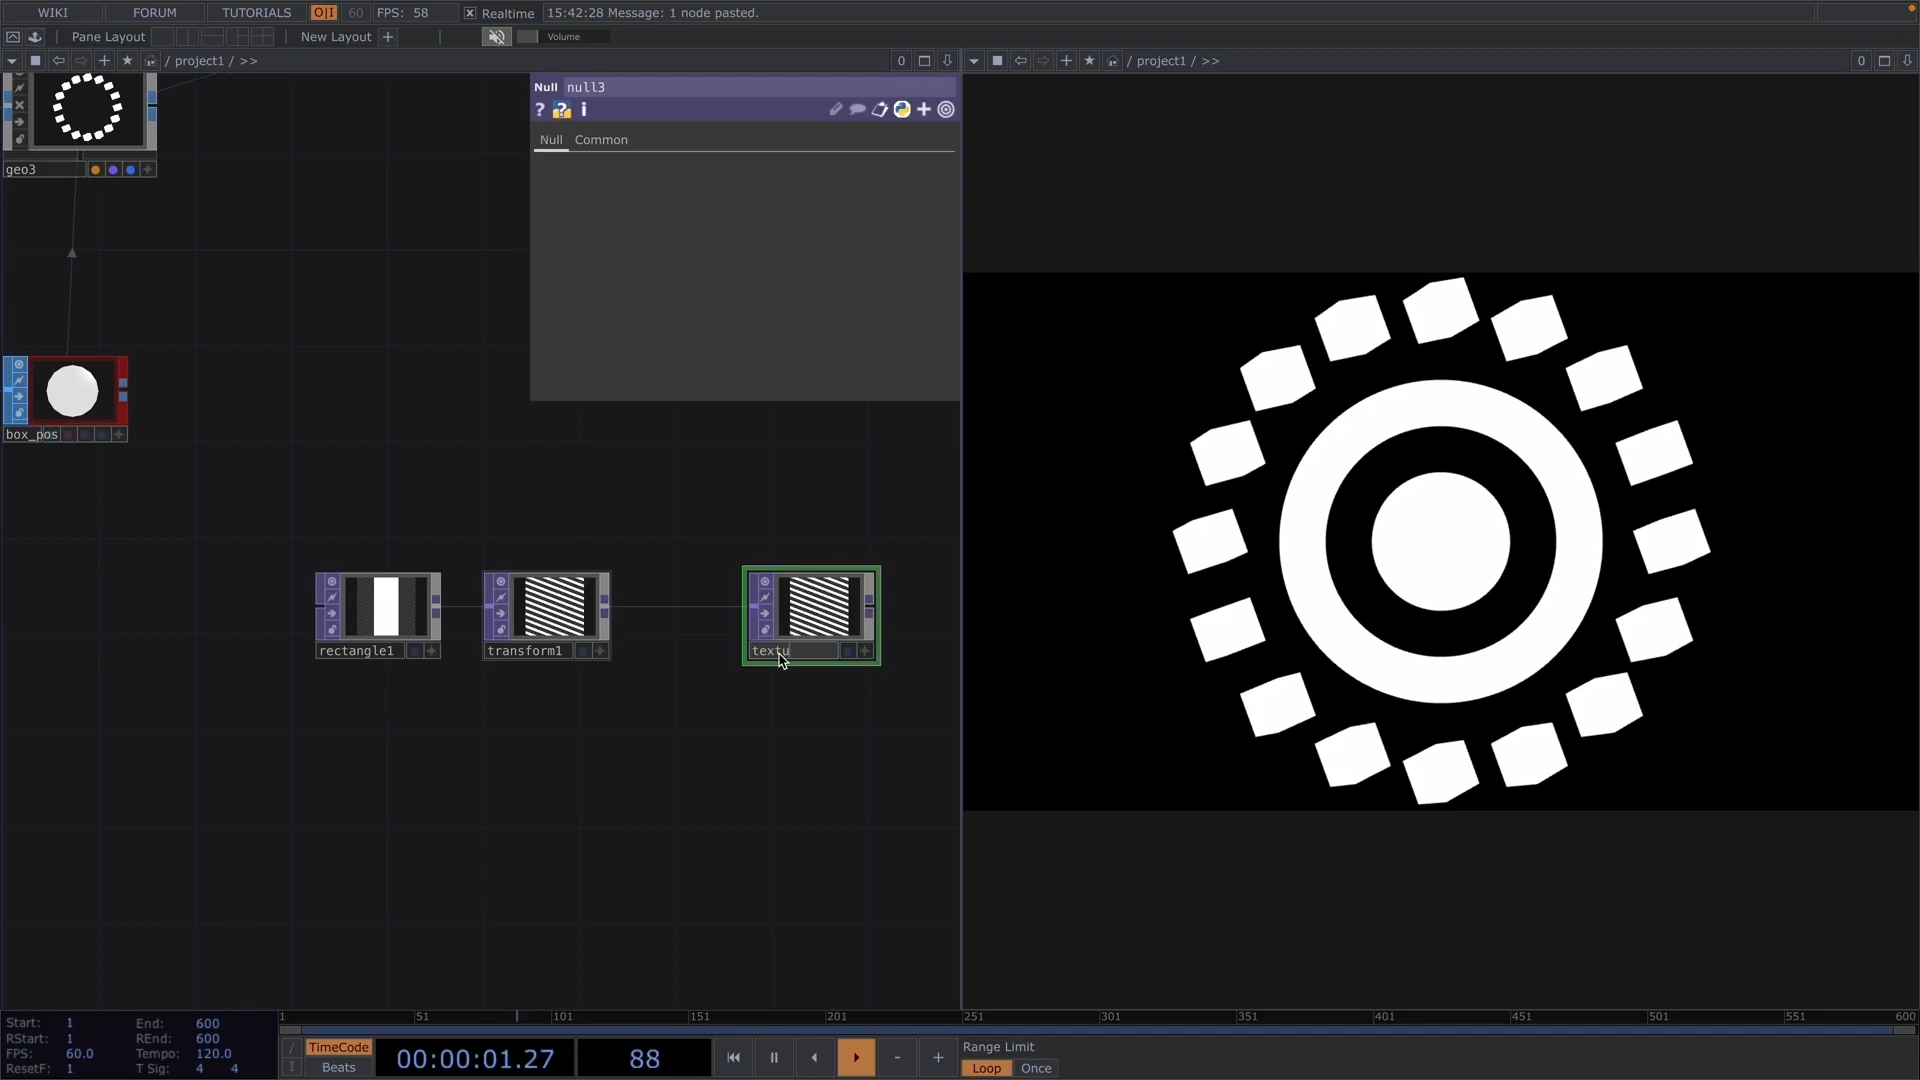 WIKI FORUM TUTORIALS O|I 60 FPS: 58 Realtime 15:42:28 Message: 1 node pasted.
Pane Layout New Layout + Volume
/ project1 / >> 0
/ project1 / >> 0
Null null3
? ? i
Null Common
geo3
box_pos
rectangle1
transform1
textu
1 51 101 151 201 251 301 351 401 451 501 551 600
Start: 1 End: 600
RStart: 1 REnd: 600
FPS: 60.0 Tempo: 120.0
ResetF: 1 T Sig: 4 4
TimeCode
Beats
00:00:01.27 88
- +
Range Limit
Loop Once